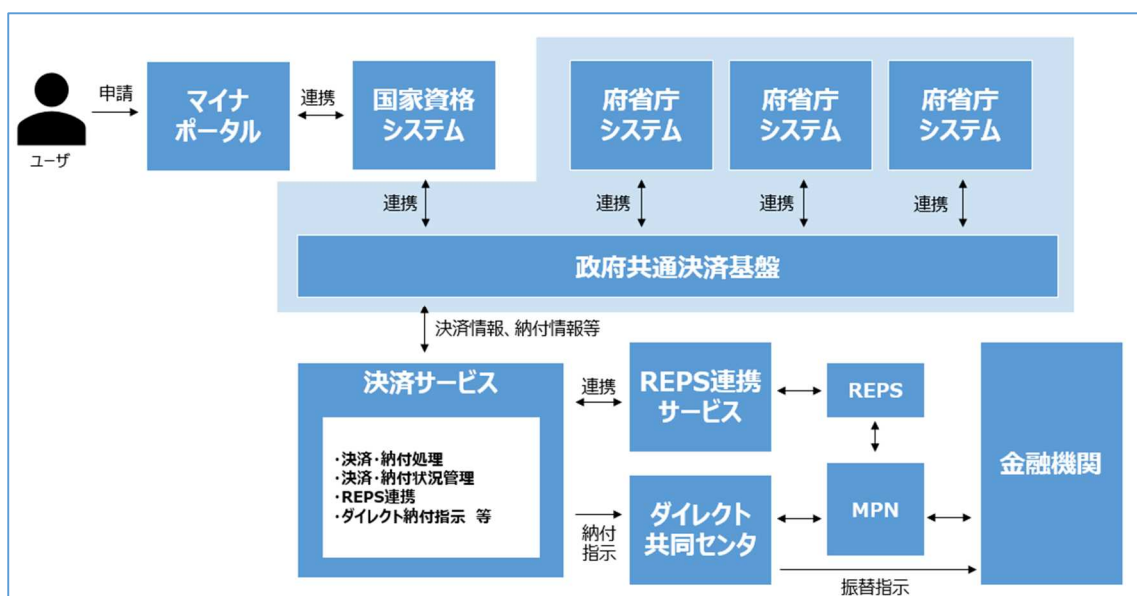 ユーザ
申請
マイナ
ポータル
連携
国家資格
システム
府省庁
システム
府省庁
システム
府省庁
システム
連携
連携
連携
連携
政府共通決済基盤
決済情報、納付情報等
決済サービス
・決済・納付処理
・決済・納付状況管理
・REPS連携
・ダイレクト納付指示 等
連携
REPS連携
サービス
REPS
金融機関
納付
指示
ダイレクト
共同センタ
MPN
振替指示